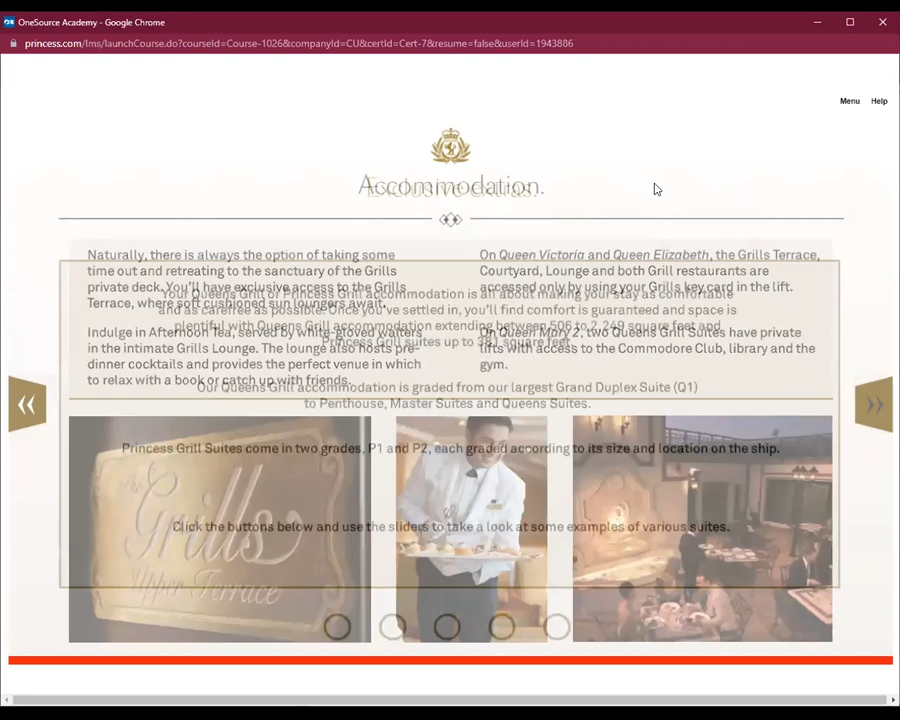 OneSource Academy - Google Chrome
princess.com/lms/launchCourse.do?courseId=Course-1026&companyId=CU&certId=Cert-7&resume=false&userId=1943886
Menu Help
Accommodation.
Exclusive extras.
Naturally, there is always the option of taking some
time out and retreating to the sanctuary of the Grills
private deck. You'll have exclusive access to the Grills
Terrace, where soft cushioned sun loungers await.
Indulge in Afternoon Tea, served by white-gloved waiters
in the intimate Grills Lounge. The lounge also hosts pre-
dinner cocktails and provides the perfect venue in which
to relax with a book or catch up with friends.
On Queen Victoria and Queen Elizabeth, the Grills Terrace,
Courtyard, Lounge and both Grill restaurants are
accessed only by using your Grills key card in the lift.
On Queen Mary 2, two Queens Grill Suites have private
lifts with access to the Commodore Club, library and the
gym.
Your Queens Grill or Princess Grill accommodation is all about making your stay as comfortable
and as carefree as possible. Once you've settled in, you'll find comfort is guaranteed and space is
plentiful with Queens Grill accommodation extending between 506 to 2,249 square feet and
Princess Grill suites up to 381 square feet.
Our Queens Grill accommodation is graded from our largest Grand Duplex Suite (Q1)
to Penthouse, Master Suites and Queens Suites.
Princess Grill Suites come in two grades, P1 and P2, each graded according to its size and location on the ship.
Click the buttons below and use the sliders to take a look at some examples of various suites.
the
Grills
Upper Terrace